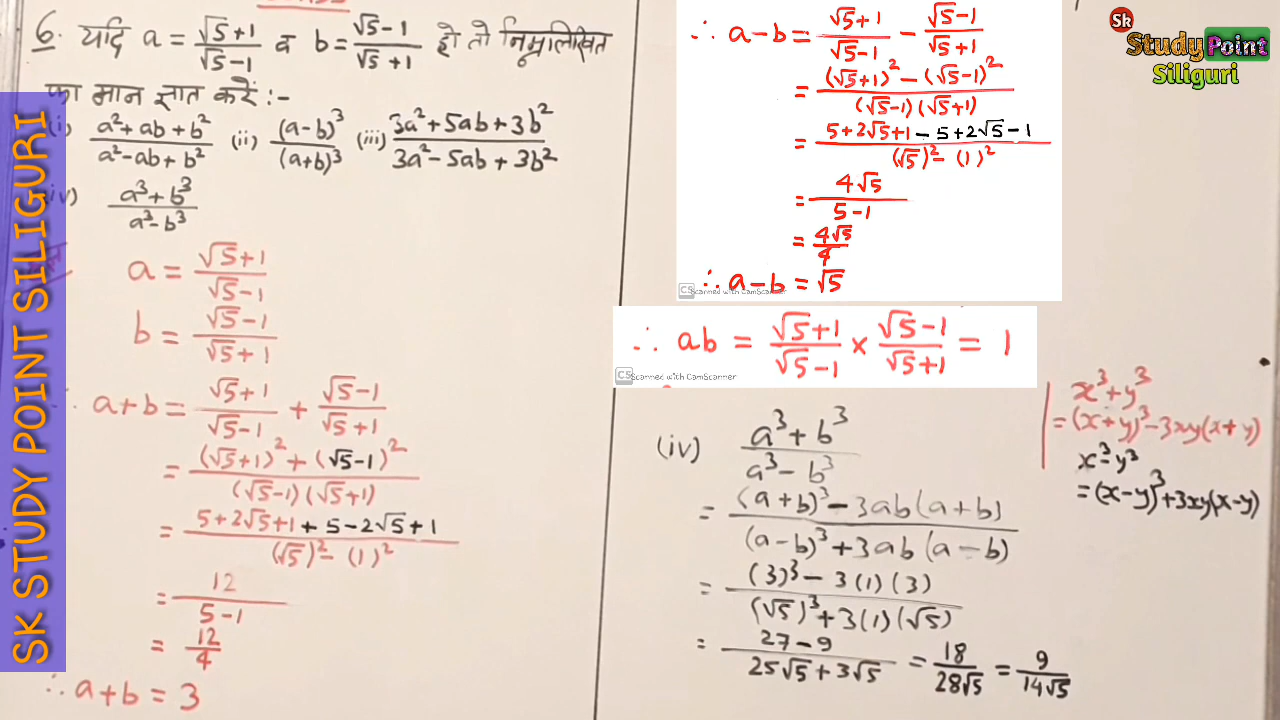 6. यदि a = √5+1/√5-1 व b = √5-1/√5+1 हो तो निम्नलिखित
का मान ज्ञात करें :-
(i) a²+ab+b²/a²-ab+b² (ii) (a-b)³/(a+b)³ (iii) 3a²+5ab+3b²/3a²-5ab+3b²
iv) a³+b³/a³-b³
a = √5+1/√5-1
b = √5-1/√5+1
∴ a+b = √5+1/√5-1 + √5-1/√5+1
= (√5+1)²+(√5-1)²/(√5-1)(√5+1)
= 5+2√5+1+5-2√5+1/(√5)²-(1)²
= 12/5-1
= 12/4
∴ a+b = 3
∴ a-b = √5+1/√5-1 - √5-1/√5+1
= (√5+1)²-(√5-1)²/(√5-1)(√5+1)
= 5+2√5+1-5+2√5-1/(√5)²-(1)²
= 4√5/5-1
= 4√5/4
∴ a-b = √5
CS Scanned with CamScanner
∴ ab = √5+1/√5-1 × √5-1/√5+1 = 1
CS Scanned with CamScanner
(iv) a³+b³/a³-b³
= (a+b)³-3ab(a+b)/(a-b)³+3ab(a-b)
= (3)³-3(1)(3)/(√5)³+3(1)(√5)
= 27-9/25√5+3√5 = 18/28√5 = 9/14√5
x³+y³
= (x+y)³-3xy(x+y)
x³-y³
= (x-y)³+3xy(x-y)
Sk
Study Point
Siliguri
SK STUDY POINT SILIGURI